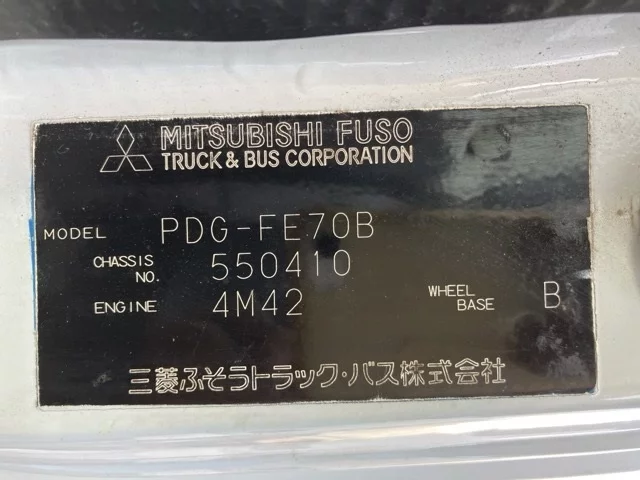 MITSUBISHI FUSO
TRUCK & BUS CORPORATION
MODEL PDG-FE70B
CHASSIS NO. 550410
ENGINE 4M42 WHEEL BASE B
三菱ふそうトラック・バス株式会社